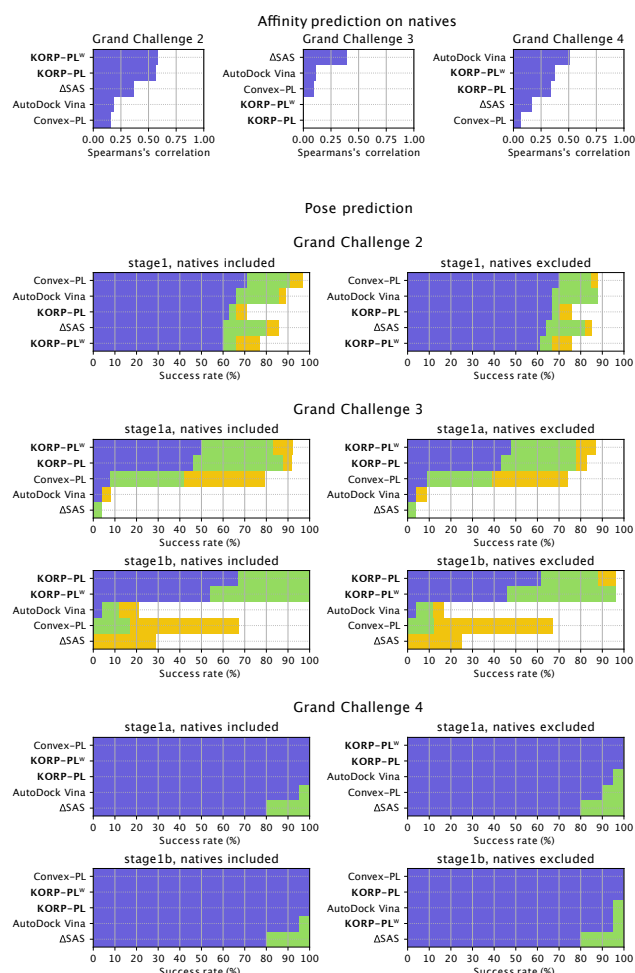 Affinity prediction on natives
Grand Challenge 2
KORP-PLʷ
KORP-PL
ΔSAS
AutoDock Vina
Convex-PL
0.00 0.25 0.50 0.75 1.00
Spearmans's correlation
Grand Challenge 3
ΔSAS
AutoDock Vina
Convex-PL
KORP-PLʷ
KORP-PL
0.00 0.25 0.50 0.75 1.00
Spearmans's correlation
Grand Challenge 4
AutoDock Vina
KORP-PLʷ
KORP-PL
ΔSAS
Convex-PL
0.00 0.25 0.50 0.75 1.00
Spearmans's correlation
Pose prediction
Grand Challenge 2
stage1, natives included
Convex-PL
AutoDock Vina
KORP-PL
ΔSAS
KORP-PLʷ
0 10 20 30 40 50 60 70 80 90 100
Success rate (%)
stage1, natives excluded
Convex-PL
AutoDock Vina
KORP-PL
ΔSAS
KORP-PLʷ
0 10 20 30 40 50 60 70 80 90 100
Success rate (%)
Grand Challenge 3
stage1a, natives included
KORP-PLʷ
KORP-PL
Convex-PL
AutoDock Vina
ΔSAS
0 10 20 30 40 50 60 70 80 90 100
Success rate (%)
stage1a, natives excluded
KORP-PLʷ
KORP-PL
Convex-PL
AutoDock Vina
ΔSAS
0 10 20 30 40 50 60 70 80 90 100
Success rate (%)
stage1b, natives included
KORP-PL
KORP-PLʷ
AutoDock Vina
Convex-PL
ΔSAS
0 10 20 30 40 50 60 70 80 90 100
Success rate (%)
stage1b, natives excluded
KORP-PL
KORP-PLʷ
AutoDock Vina
Convex-PL
ΔSAS
0 10 20 30 40 50 60 70 80 90 100
Success rate (%)
Grand Challenge 4
stage1a, natives included
Convex-PL
KORP-PLʷ
KORP-PL
AutoDock Vina
ΔSAS
0 10 20 30 40 50 60 70 80 90 100
Success rate (%)
stage1a, natives excluded
KORP-PLʷ
KORP-PL
AutoDock Vina
Convex-PL
ΔSAS
0 10 20 30 40 50 60 70 80 90 100
Success rate (%)
stage1b, natives included
Convex-PL
KORP-PLʷ
KORP-PL
AutoDock Vina
ΔSAS
0 10 20 30 40 50 60 70 80 90 100
Success rate (%)
stage1b, natives excluded
Convex-PL
KORP-PL
AutoDock Vina
KORP-PLʷ
ΔSAS
0 10 20 30 40 50 60 70 80 90 100
Success rate (%)